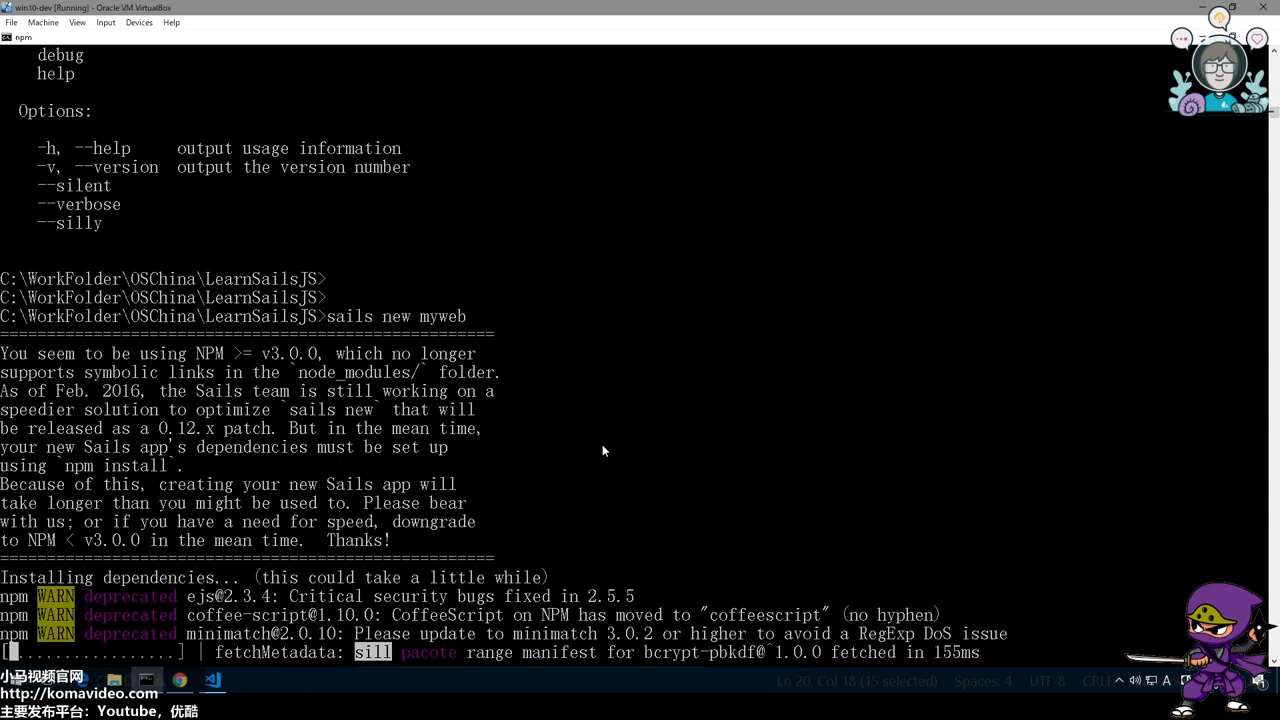 win10-dev [Running] - Oracle VM VirtualBox
File Machine View Input Devices Help
npm
debug
help
Options:
-h, --help output usage information
-v, --version output the version number
--silent
--verbose
--silly
C:\WorkFolder\OSChina\LearnSailsJS>
C:\WorkFolder\OSChina\LearnSailsJS>
C:\WorkFolder\OSChina\LearnSailsJS>sails new myweb
=====================================================
You seem to be using NPM >= v3.0.0, which no longer
supports symbolic links in the `node_modules/` folder.
As of Feb. 2016, the Sails team is still working on a
speedier solution to optimize `sails new` that will
be released as a 0.12.x patch. But in the mean time,
your new Sails app's dependencies must be set up
using `npm install`.
Because of this, creating your new Sails app will
take longer than you might be used to. Please bear
with us; or if you have a need for speed, downgrade
to NPM < v3.0.0 in the mean time. Thanks!
=====================================================
Installing dependencies... (this could take a little while)
npm WARN deprecated ejs@2.3.4: Critical security bugs fixed in 2.5.5
npm WARN deprecated coffee-script@1.10.0: CoffeeScript on NPM has moved to "coffeescript" (no hyphen)
npm WARN deprecated minimatch@2.0.10: Please update to minimatch 3.0.2 or higher to avoid a RegExp DoS issue
[ ................] | fetchMetadata: sill pacote range manifest for bcrypt-pbkdf@^1.0.0 fetched in 155ms
小马视频官网
http://komavideo.com
主要发布平台：Youtube，优酷
Ln 20, Col 18 (15 selected) Spaces: 4 UTF-8 CRLF